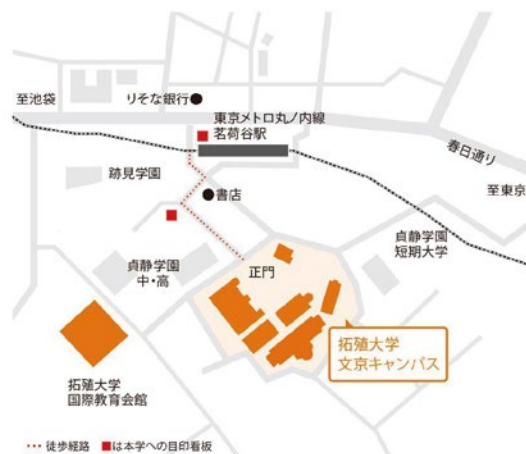 至池袋
りそな銀行
東京メトロ丸ノ内線
茗荷谷駅
春日通り
至東京
跡見学園
書店
貞静学園
短期大学
貞静学園
中・高
正門
拓殖大学
文京キャンパス
拓殖大学
国際教育会館
徒歩経路
は本学への目印看板